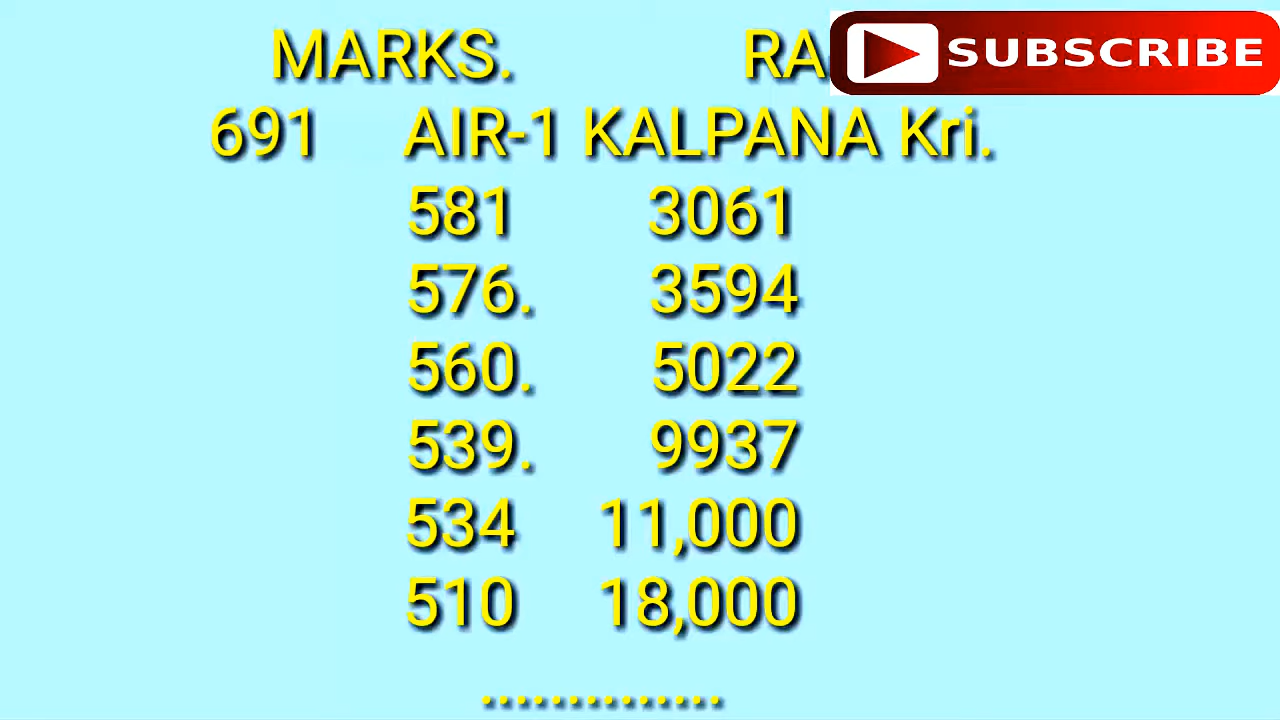 MARKS. RA
SUBSCRIBE
691 AIR-1 KALPANA Kri.
581 3061
576. 3594
560. 5022
539. 9937
534 11,000
510 18,000
..............